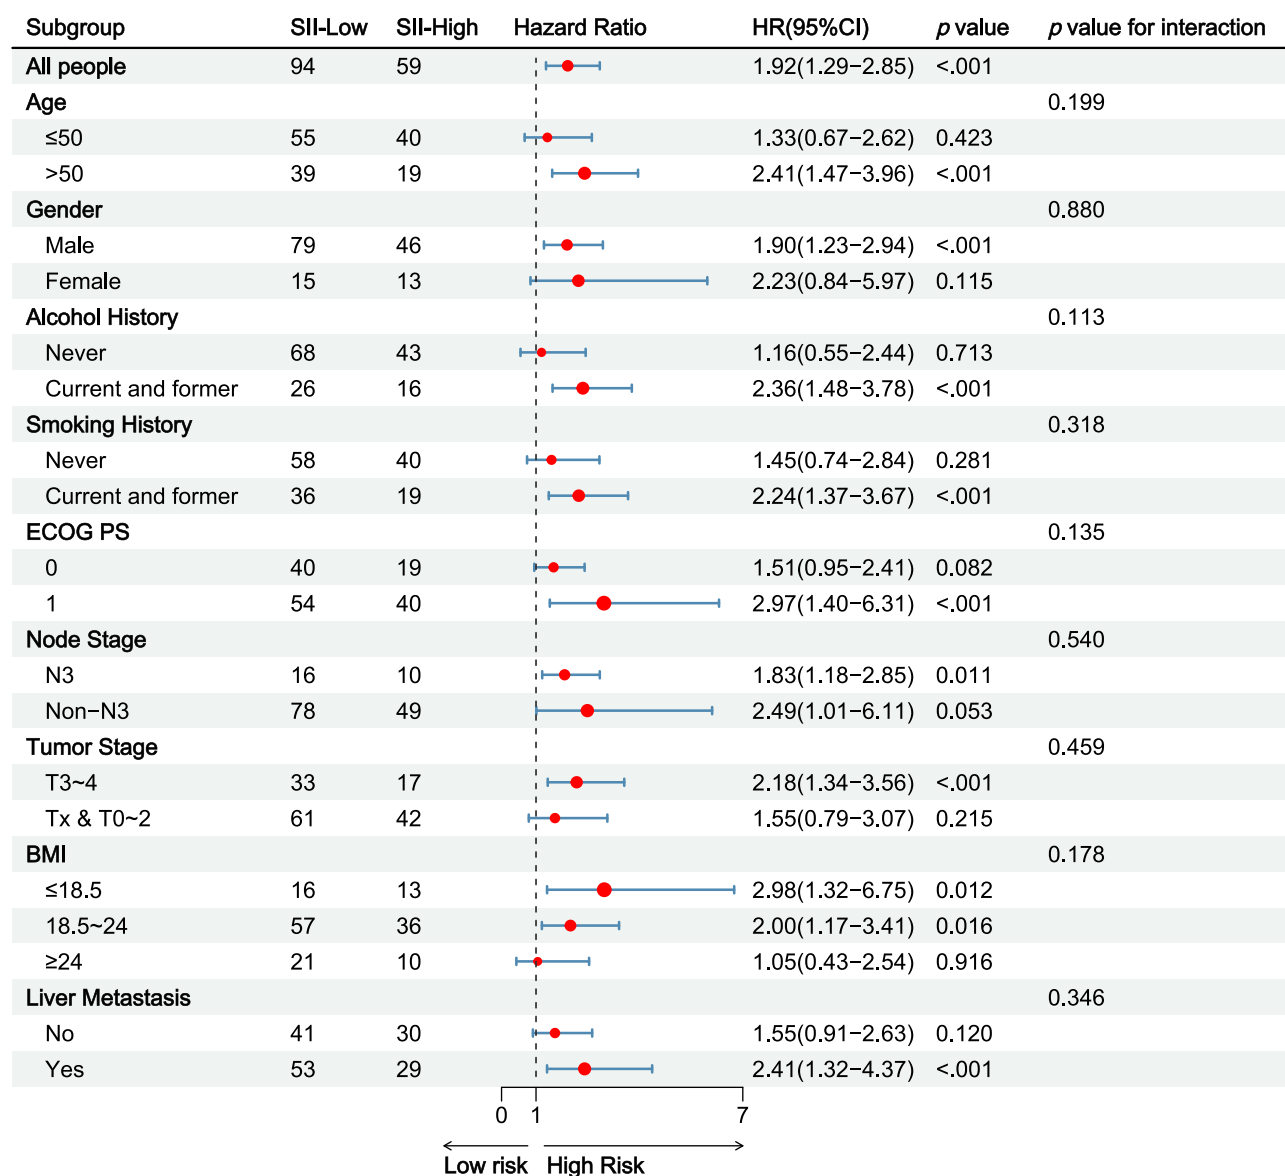 Subgroup SII-Low SII-High Hazard Ratio HR(95%CI) p value p value for interaction
All people 94 59 1.92(1.29−2.85) <.001
Age 0.199
≤50 55 40 1.33(0.67−2.62) 0.423
>50 39 19 2.41(1.47−3.96) <.001
Gender 0.880
Male 79 46 1.90(1.23−2.94) <.001
Female 15 13 2.23(0.84−5.97) 0.115
Alcohol History 0.113
Never 68 43 1.16(0.55−2.44) 0.713
Current and former 26 16 2.36(1.48−3.78) <.001
Smoking History 0.318
Never 58 40 1.45(0.74−2.84) 0.281
Current and former 36 19 2.24(1.37−3.67) <.001
ECOG PS 0.135
0 40 19 1.51(0.95−2.41) 0.082
1 54 40 2.97(1.40−6.31) <.001
Node Stage 0.540
N3 16 10 1.83(1.18−2.85) 0.011
Non−N3 78 49 2.49(1.01−6.11) 0.053
Tumor Stage 0.459
T3~4 33 17 2.18(1.34−3.56) <.001
Tx & T0~2 61 42 1.55(0.79−3.07) 0.215
BMI 0.178
≤18.5 16 13 2.98(1.32−6.75) 0.012
18.5~24 57 36 2.00(1.17−3.41) 0.016
≥24 21 10 1.05(0.43−2.54) 0.916
Liver Metastasis 0.346
No 41 30 1.55(0.91−2.63) 0.120
Yes 53 29 2.41(1.32−4.37) <.001
0 1 7
Low risk High Risk